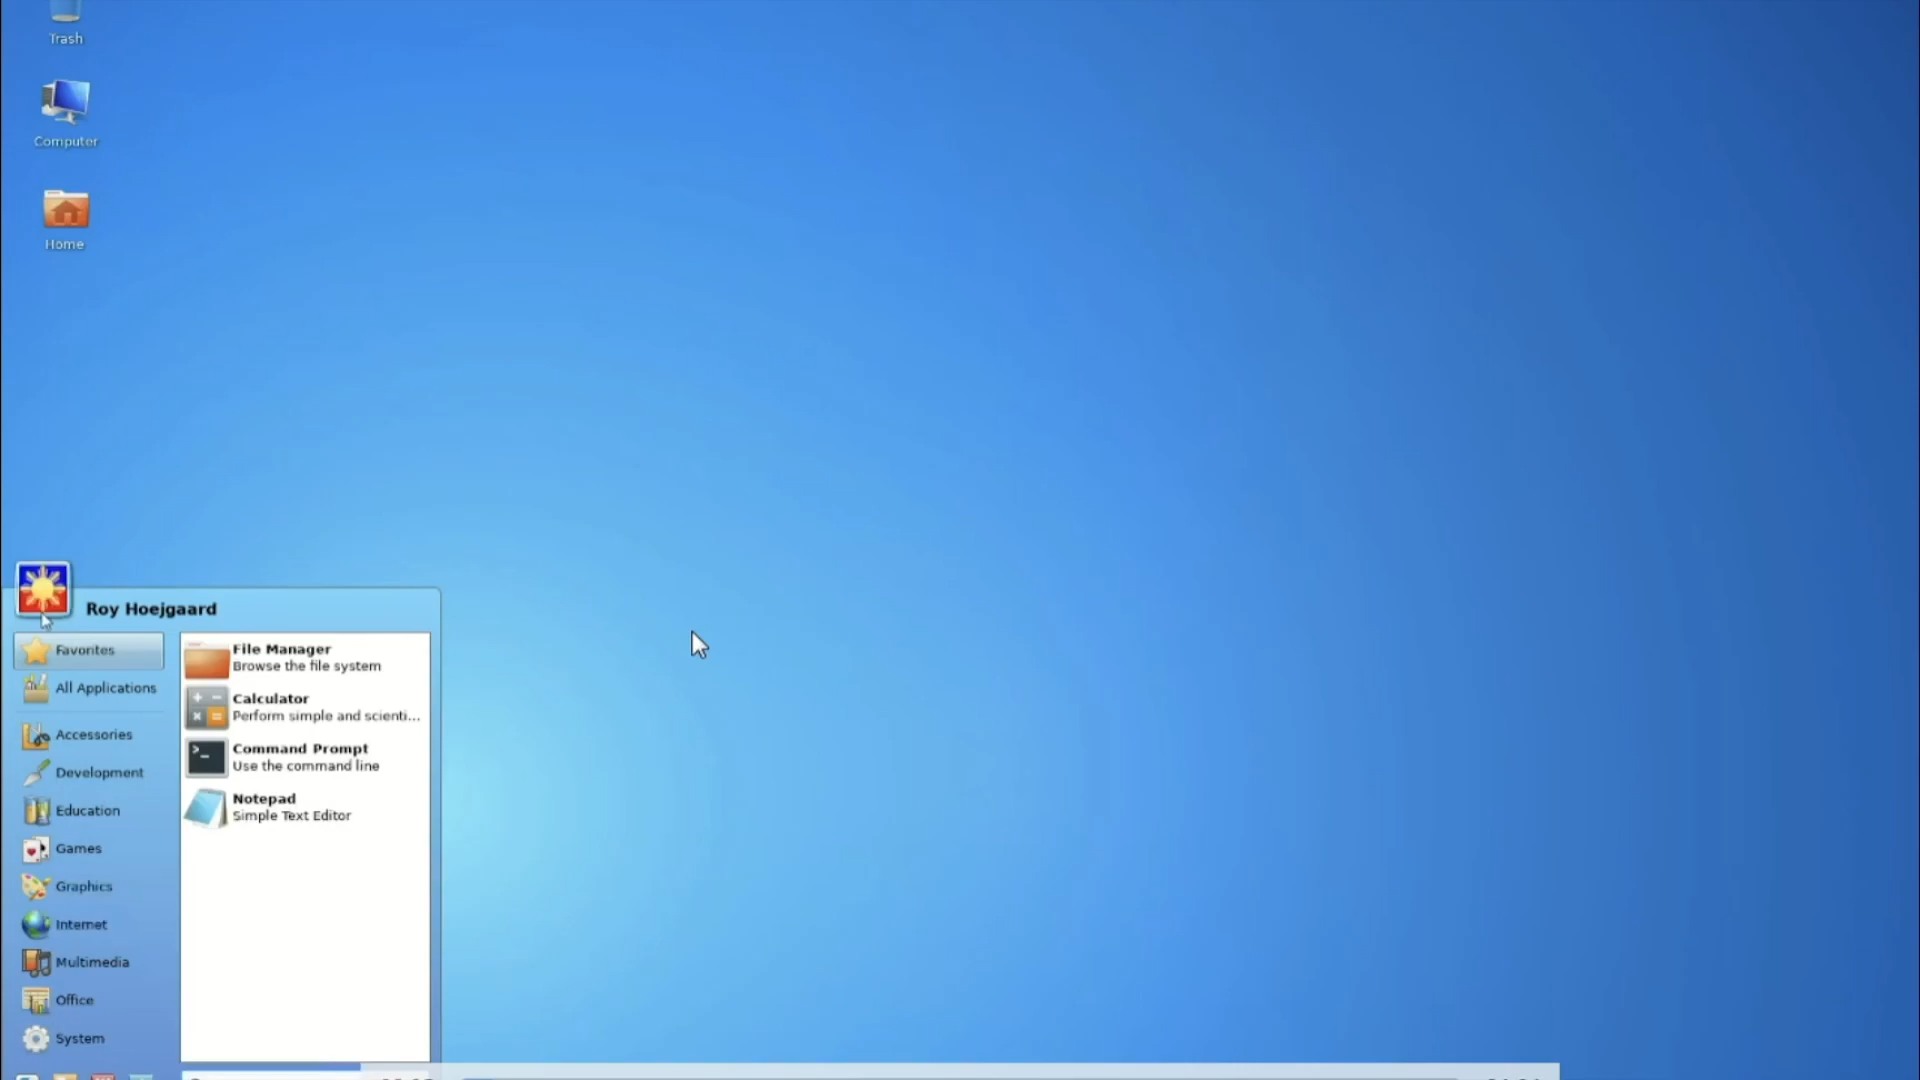 Trash
Computer
Home
Roy Hoejgaard
Favorites
All Applications
Accessories
Development
Education
Games
Graphics
Internet
Multimedia
Office
System
File Manager
Browse the file system
Calculator
Perform simple and scienti...
Command Prompt
Use the command line
Notepad
Simple Text Editor